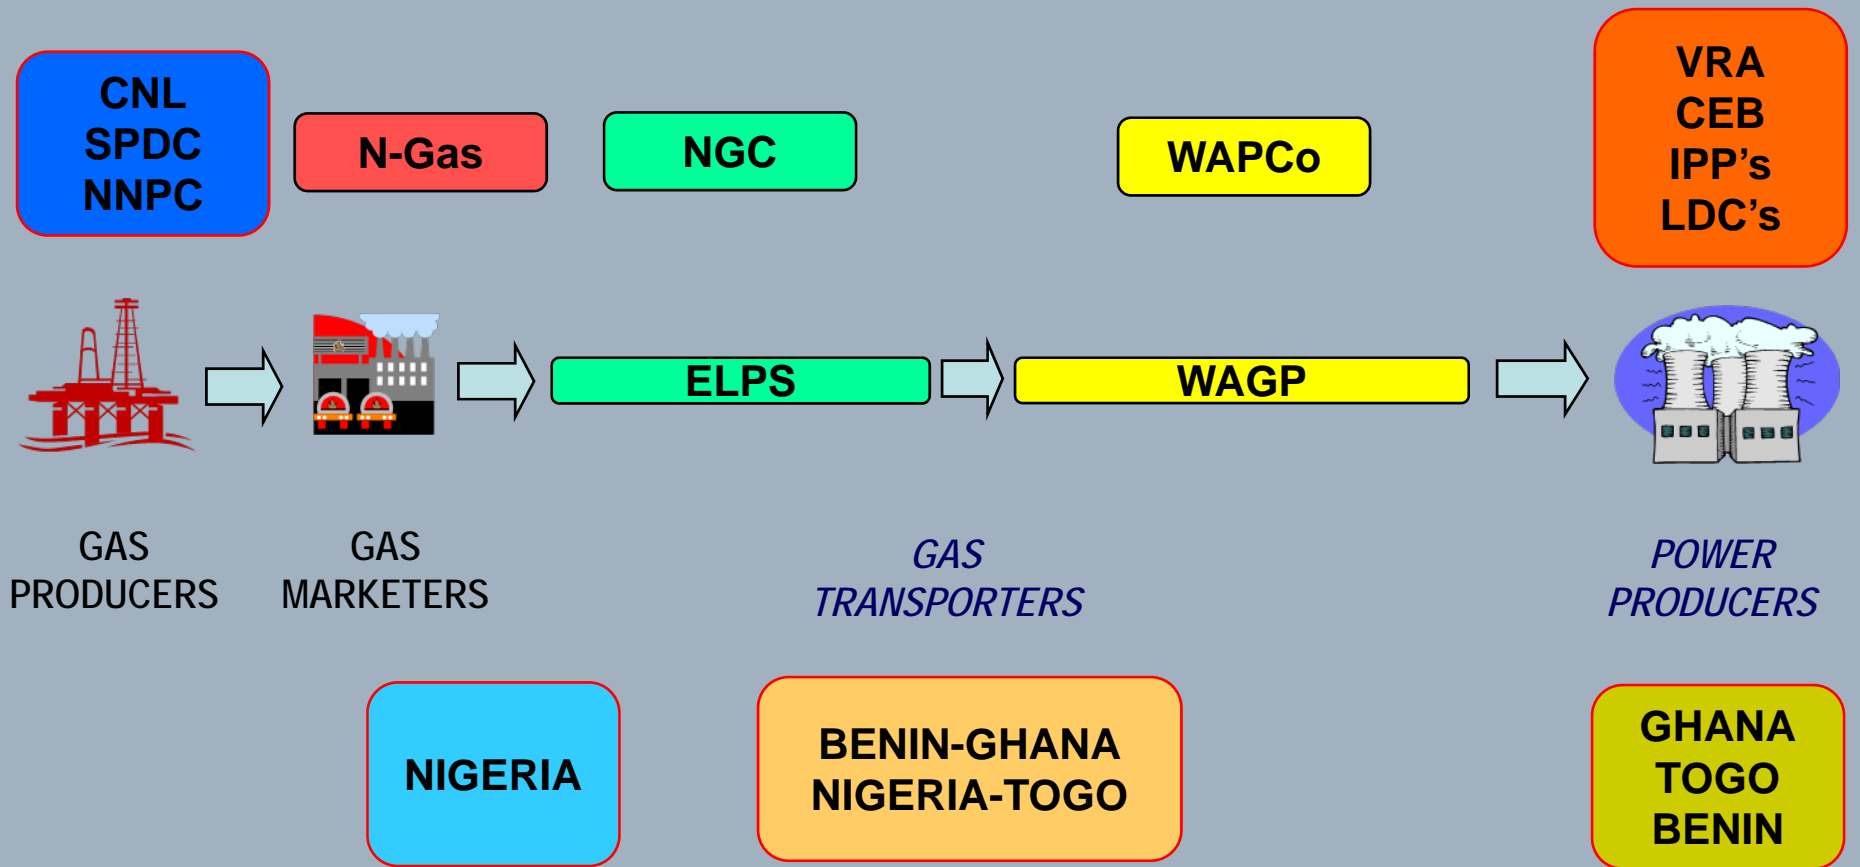 CNL
SPDC
NNPC
N-Gas
NGC
WAPCo
VRA
CEB
IPP’s
LDC’s
ELPS
WAGP
GAS
PRODUCERS
GAS
MARKETERS
GAS
TRANSPORTERS
POWER
PRODUCERS
NIGERIA
BENIN-GHANA
NIGERIA-TOGO
GHANA
TOGO
BENIN